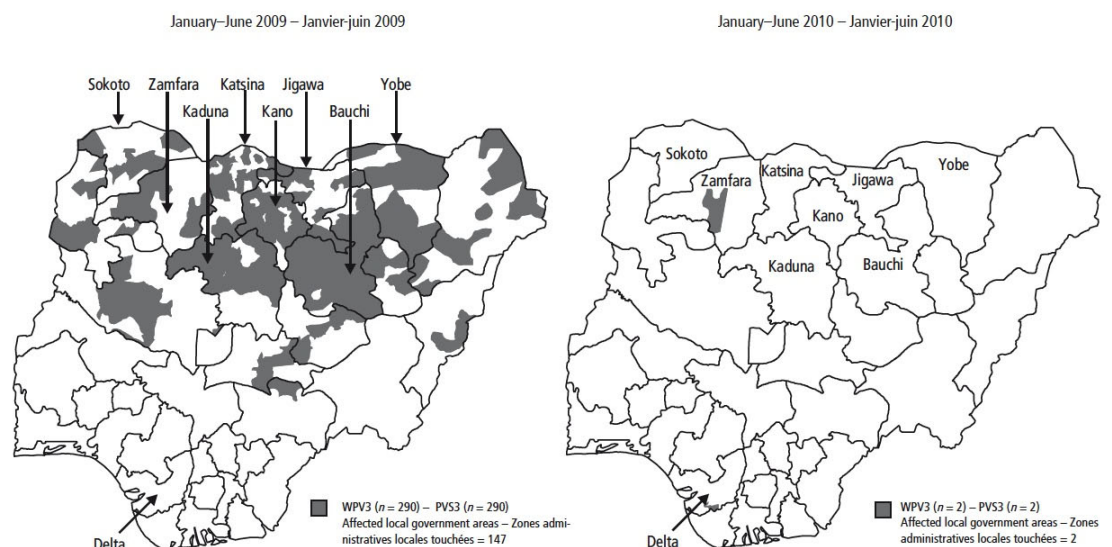 January–June 2009 – Janvier-juin 2009
Sokoto Zamfara Katsina Jigawa Yobe
Kaduna Kano Bauchi
Delta
WPV3 (n = 290) – PVS3 (n = 290)
Affected local government areas – Zones admi-
nistratives locales touchées = 147
January–June 2010 – Janvier-juin 2010
Sokoto
Yobe
Katsina
Zamfara
Jigawa
Kano
Kaduna
Bauchi
Delta
WPV3 (n = 2) – PVS3 (n = 2)
Affected local government areas – Zones
administratives locales touchées = 2